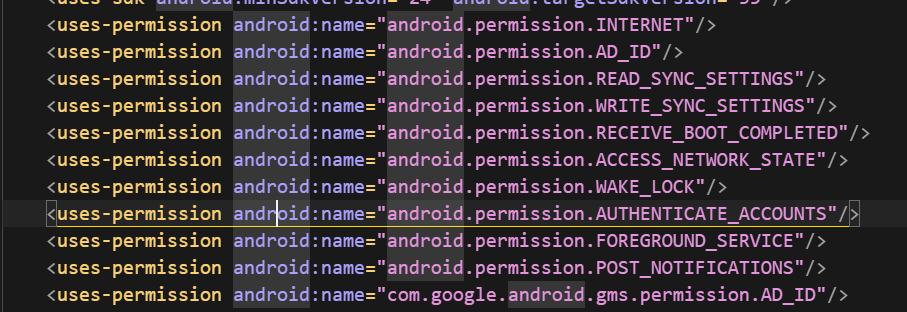 <uses-sdk android:minSdkVersion="24" android:targetSdkVersion="35"/>
<uses-permission android:name="android.permission.INTERNET"/>
<uses-permission android:name="android.permission.AD_ID"/>
<uses-permission android:name="android.permission.READ_SYNC_SETTINGS"/>
<uses-permission android:name="android.permission.WRITE_SYNC_SETTINGS"/>
<uses-permission android:name="android.permission.RECEIVE_BOOT_COMPLETED"/>
<uses-permission android:name="android.permission.ACCESS_NETWORK_STATE"/>
<uses-permission android:name="android.permission.WAKE_LOCK"/>
<uses-permission android:name="android.permission.AUTHENTICATE_ACCOUNTS"/>
<uses-permission android:name="android.permission.FOREGROUND_SERVICE"/>
<uses-permission android:name="android.permission.POST_NOTIFICATIONS"/>
<uses-permission android:name="com.google.android.gms.permission.AD_ID"/>